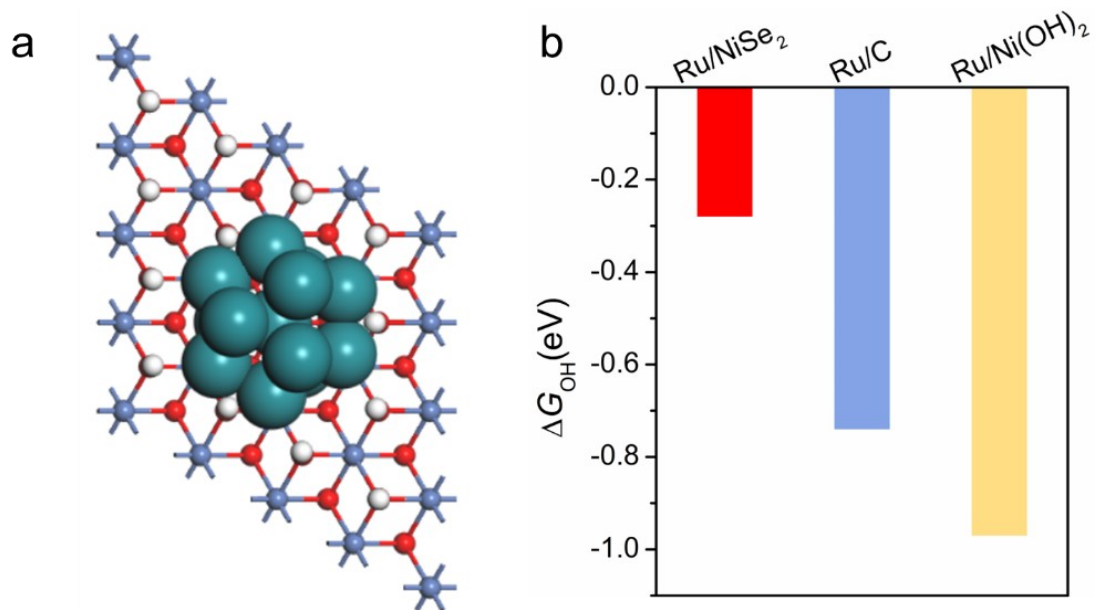 a
b
Ru/NiSe₂
Ru/C
Ru/Ni(OH)₂
0.0
-0.2
-0.4
-0.6
-0.8
-1.0
ΔG_OH(eV)